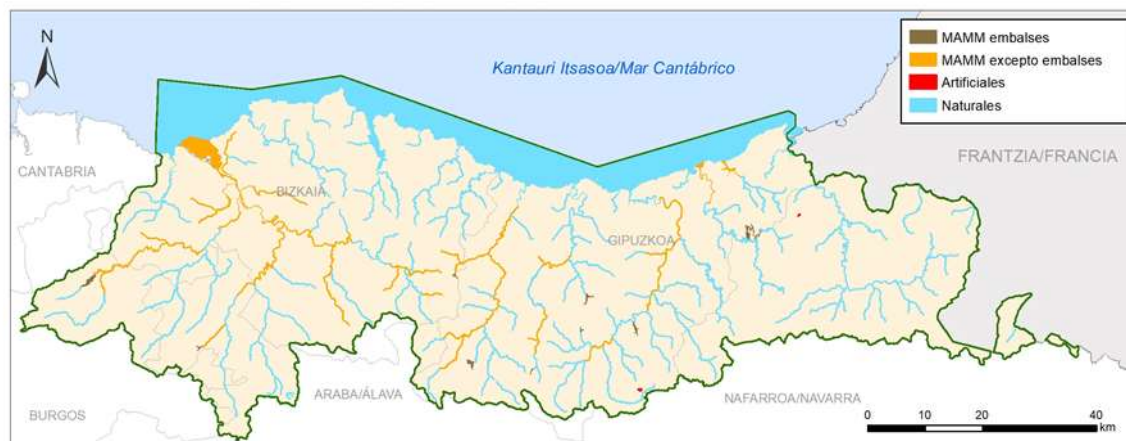 N
Kantauri Itsasoa/Mar Cantábrico
MAMM embalses
MAMM excepto embalses
Artificiales
Naturales
FRANTZIA/FRANCIA
CANTABRIA
BIZKAIA
GIPUZKOA
ARABA/ÁLAVA
NAFARROA/NAVARRA
BURGOS
0 10 20 40
km